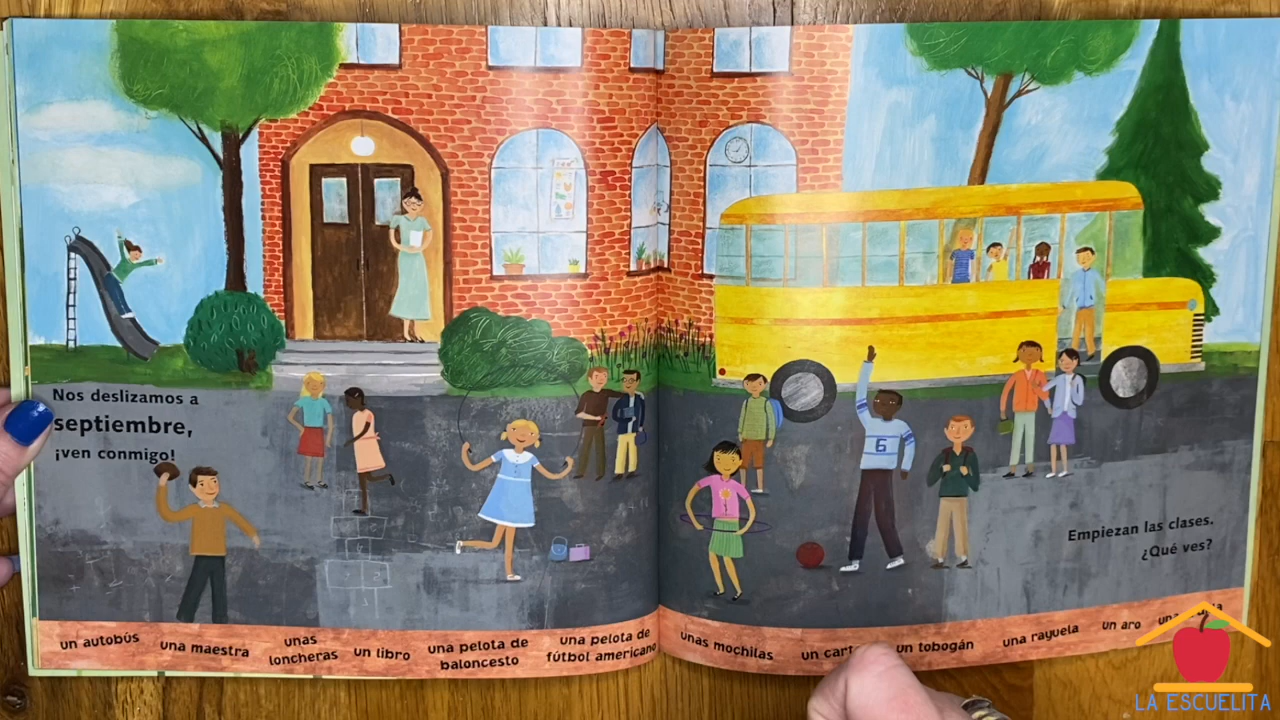 Nos deslizamos a
septiembre,
¡ven conmigo!
6
Empiezan las clases.
¿Qué ves?
un autobús
una maestra
unas
loncheras
un libro
una pelota de
baloncesto
una pelota de
fútbol americano
unas mochilas
un
un tobogán
una rayuela
un aro
LA ESCUELITA